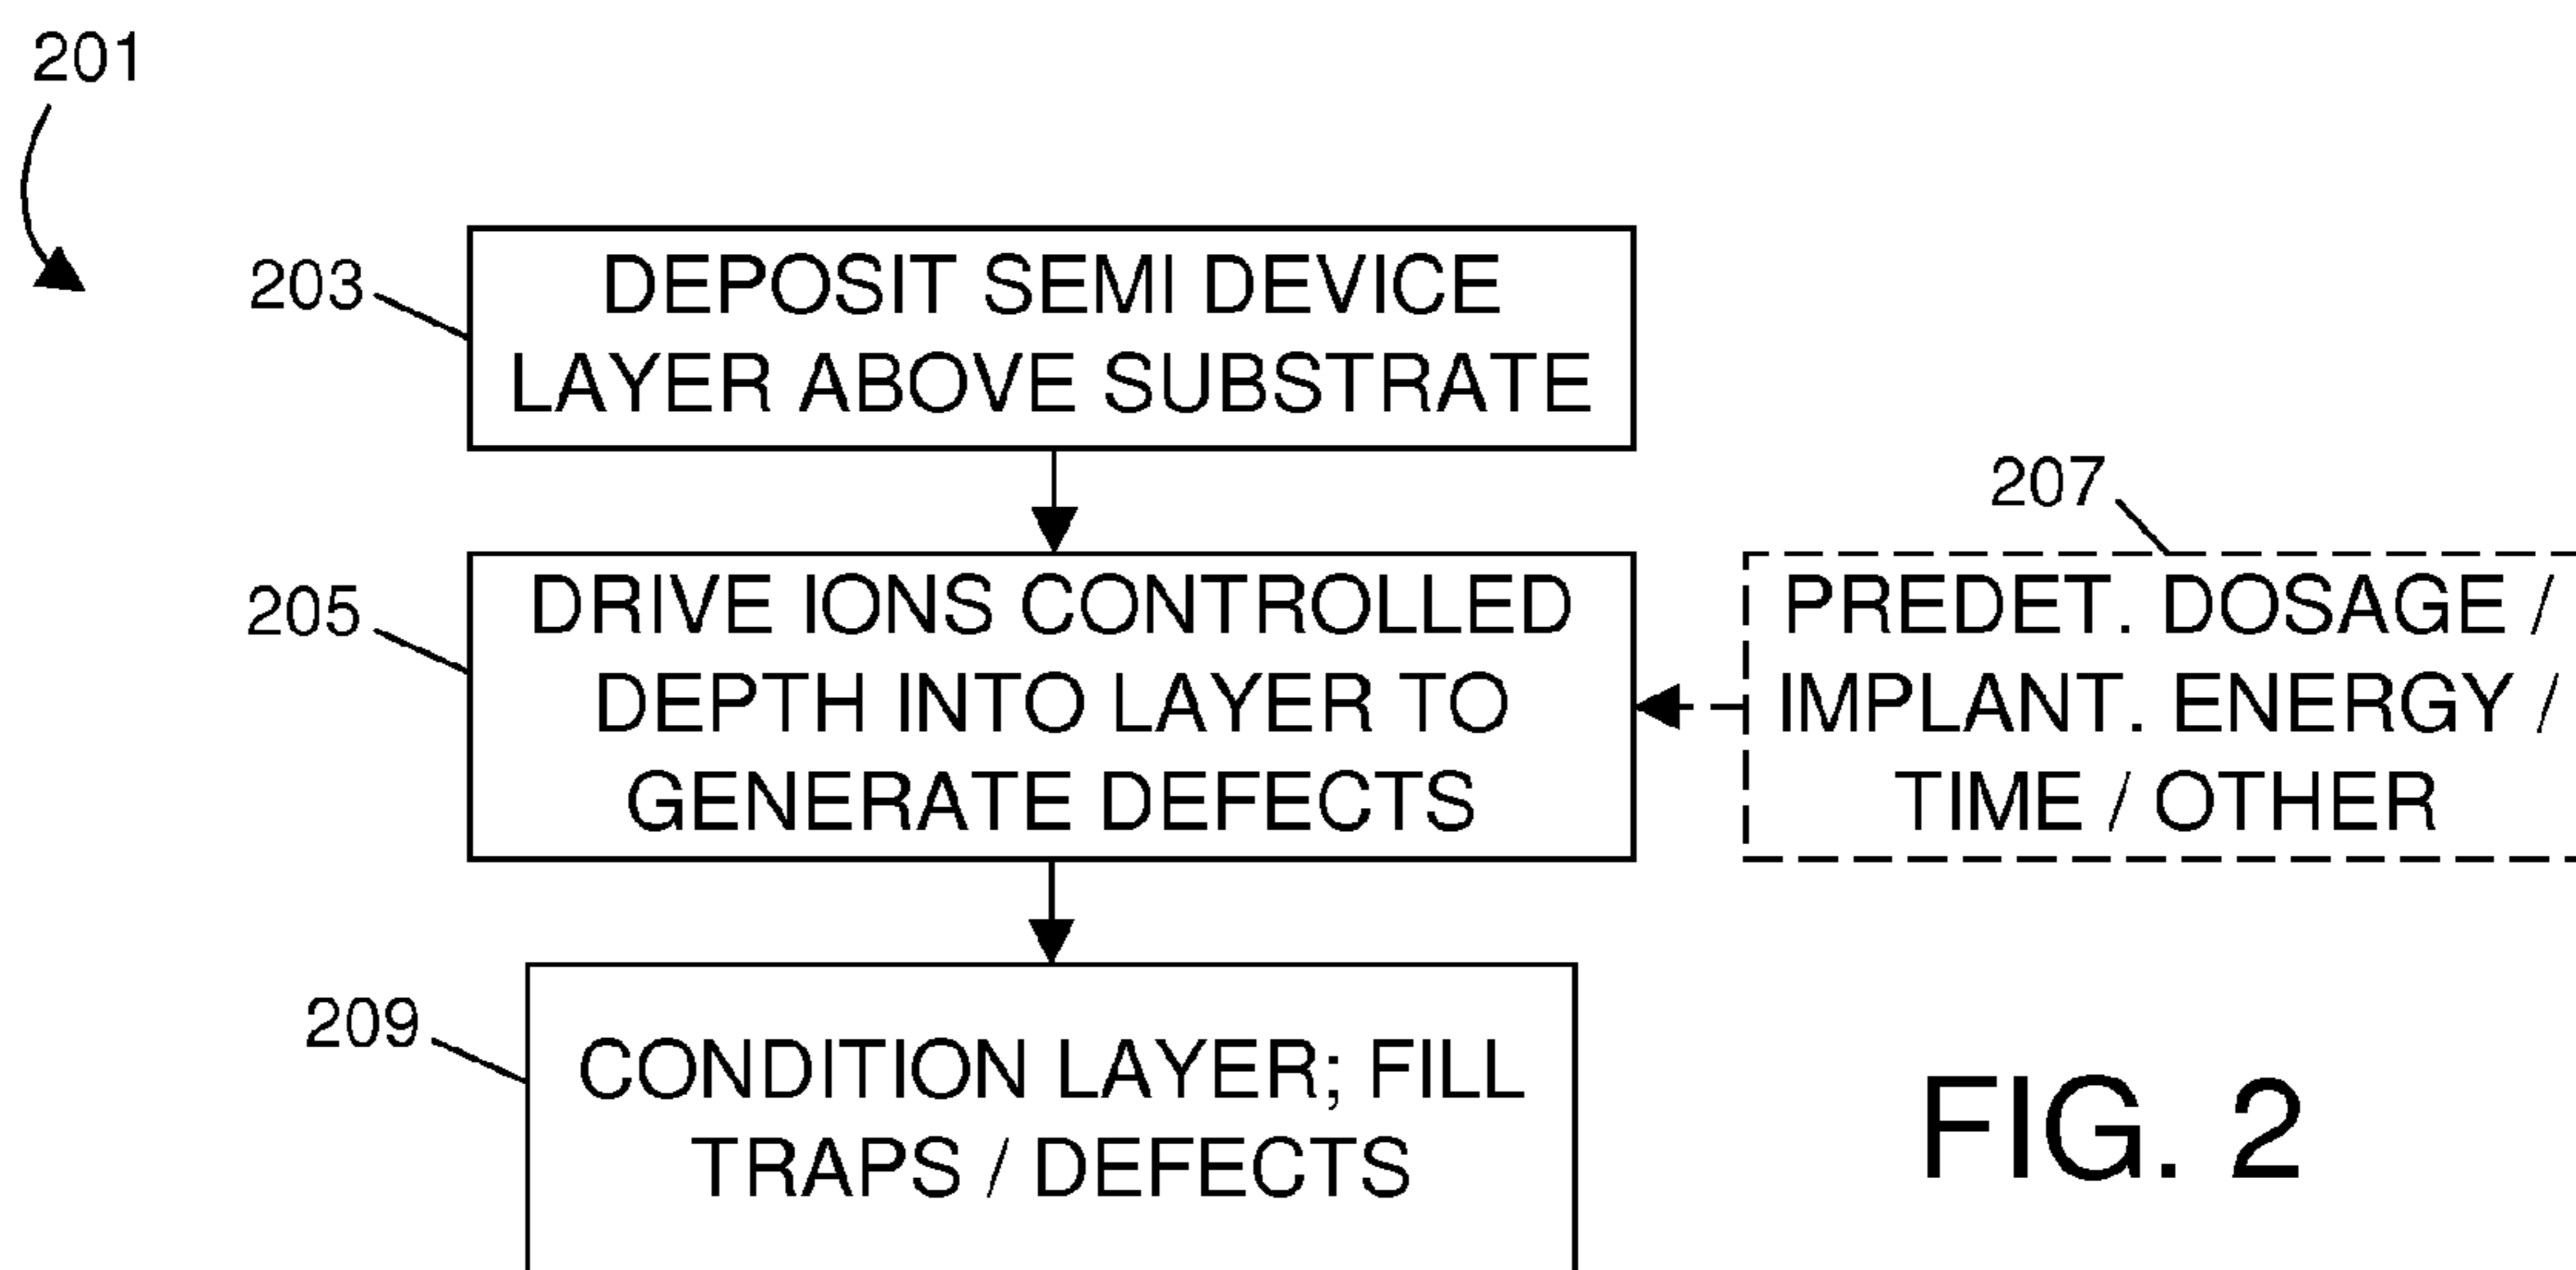 201
203
DEPOSIT SEMI DEVICE
LAYER ABOVE SUBSTRATE
205
DRIVE IONS CONTROLLED
DEPTH INTO LAYER TO
GENERATE DEFECTS
207
PREDET. DOSAGE /
IMPLANT. ENERGY /
TIME / OTHER
209
CONDITION LAYER; FILL
TRAPS / DEFECTS
FIG. 2